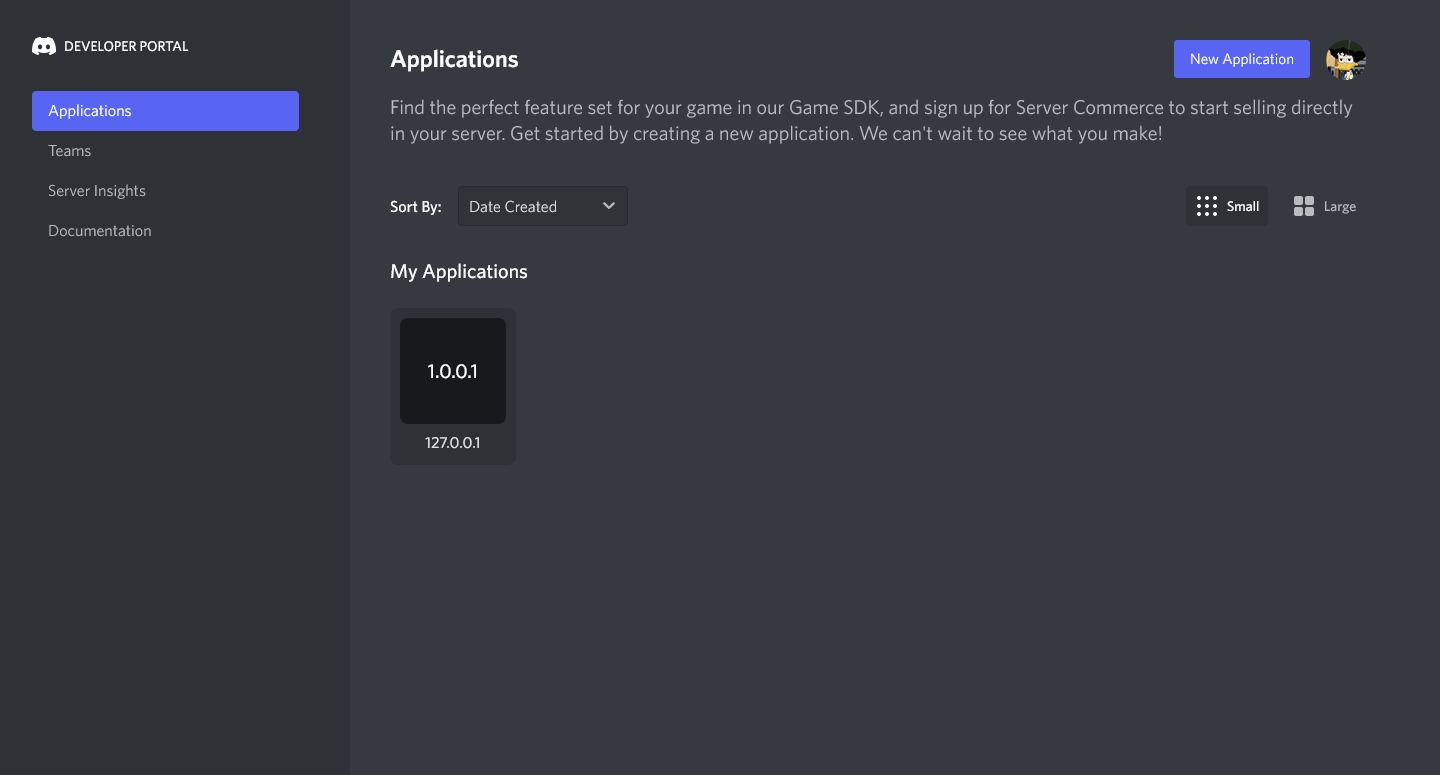 DEVELOPER PORTAL
Applications
Teams
Server Insights
Documentation
Applications
New Application
Find the perfect feature set for your game in our Game SDK, and sign up for Server Commerce to start selling directly
in your server. Get started by creating a new application. We can't wait to see what you make!
Sort By: Date Created
Small Large
My Applications
1.0.0.1
127.0.0.1